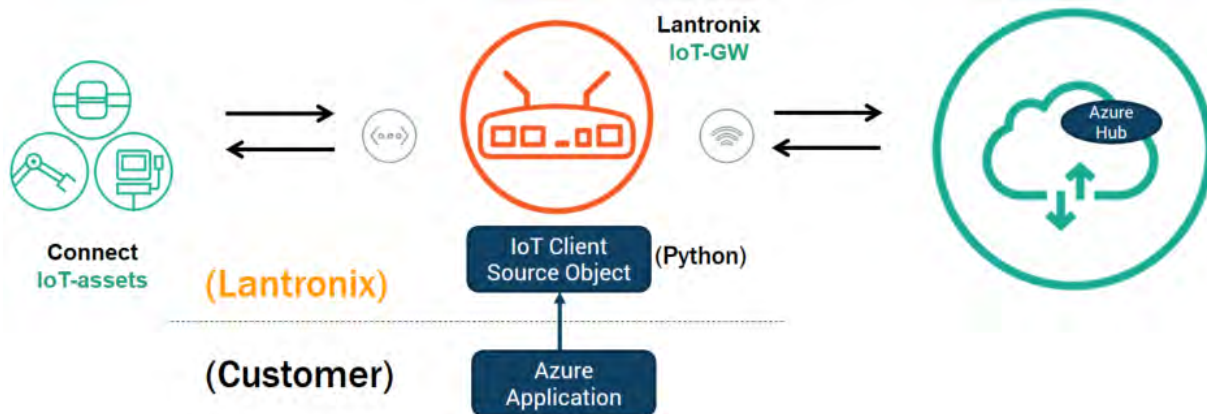 Lantronix
IoT-GW
Azure
Hub
Connect
IoT-assets
IoT Client
Source Object
(Python)
(Lantronix)
(Customer)
Azure
Application